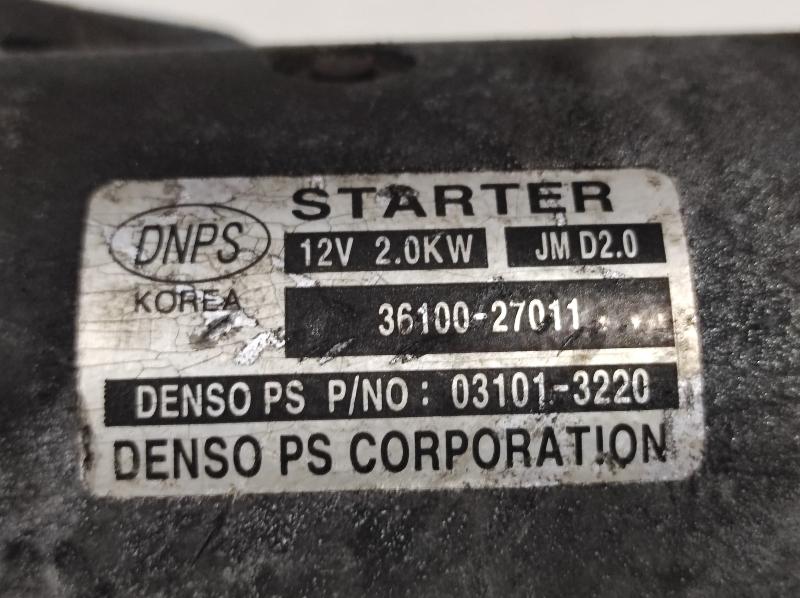 STARTER
DNPS 12V 2.0KW JM D2.0
KOREA 36100-27011
DENSO PS P/NO : 03101-3220
DENSO PS CORPORATION